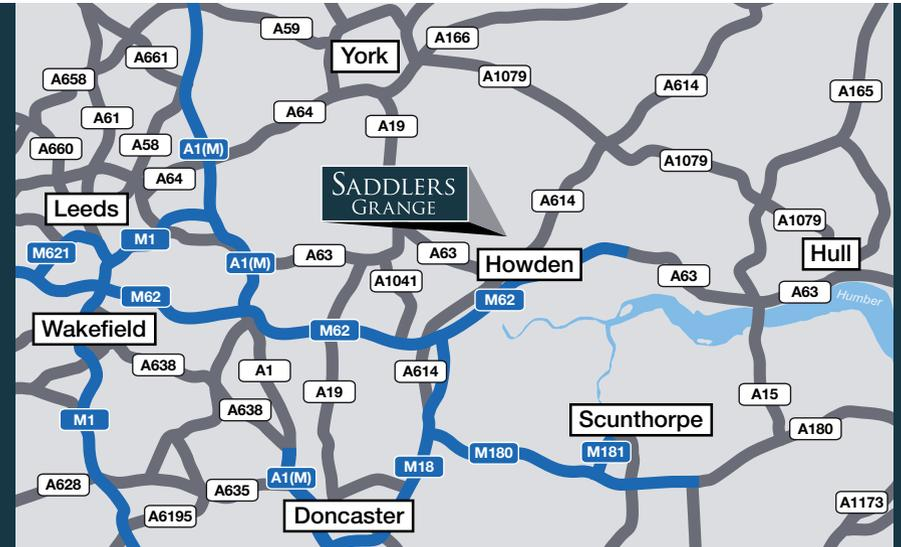 A59
A166
York
A661
A1079
A658
A614
A165
A61
A64
A19
A58
A1(M)
A660
A1079
A64
SADDLERS
GRANGE
A614
Leeds
A1079
M1
M621
A63
A63
Hull
A1(M)
Howden
A63
A1041
A63
M62
M62
Humber
Wakefield
M62
A638
A1
A614
A19
A15
A638
M1
Scunthorpe
A180
M180
M181
M18
A1(M)
A628
A635
A1173
A6195
Doncaster